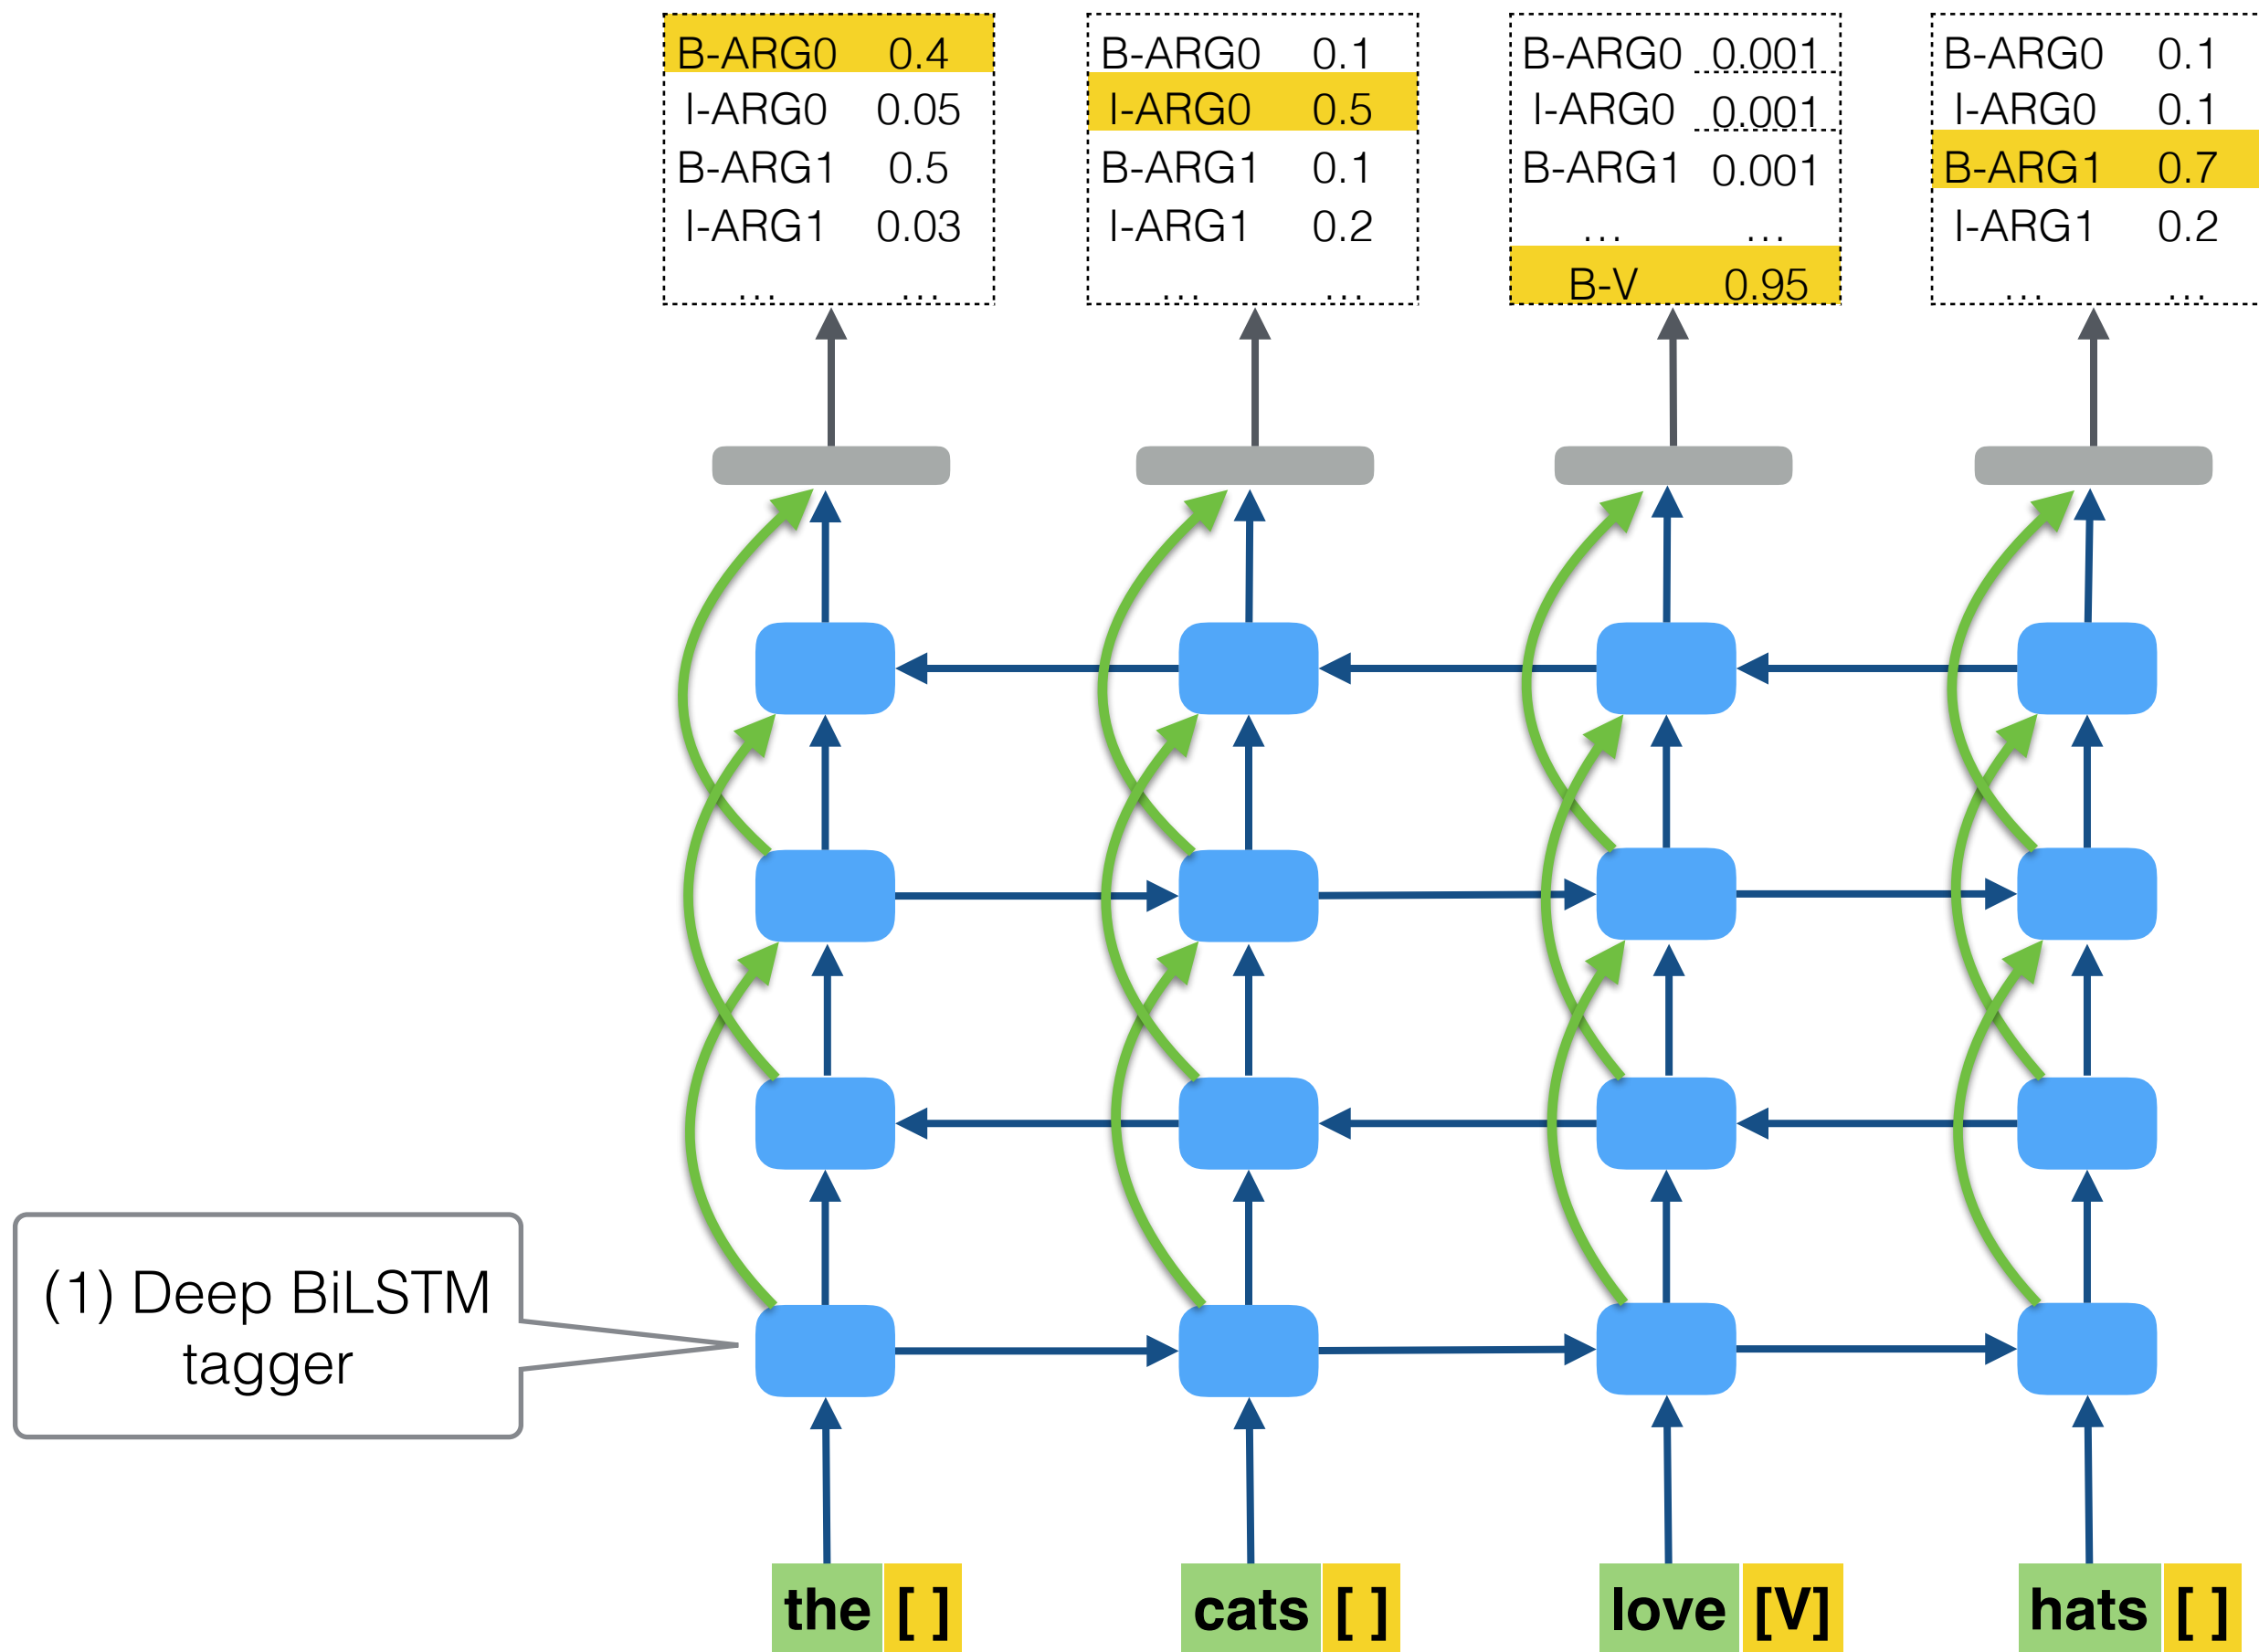 B-ARG0 0.4
I-ARG0 0.05
B-ARG1 0.5
I-ARG1 0.03
... ...
B-ARG0 0.1
I-ARG0 0.5
B-ARG1 0.1
I-ARG1 0.2
... ...
B-ARG0 0.001
I-ARG0 0.001
B-ARG1 0.001
... ...
B-V 0.95
B-ARG0 0.1
I-ARG0 0.1
B-ARG1 0.7
I-ARG1 0.2
... ...
(1) Deep BiLSTM
tagger
the [ ] cats [ ] love [V] hats [ ]